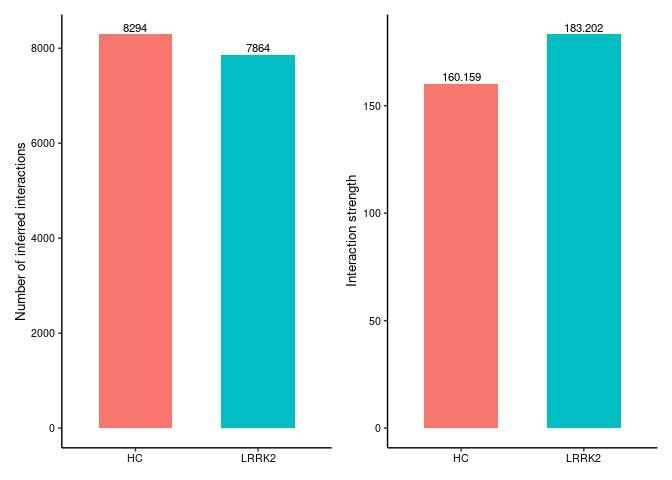 8294
7864
8000
6000
4000
2000
0
Number of inferred interactions
HC
LRRK2
183.202
160.159
150
100
50
0
Interaction strength
HC
LRRK2